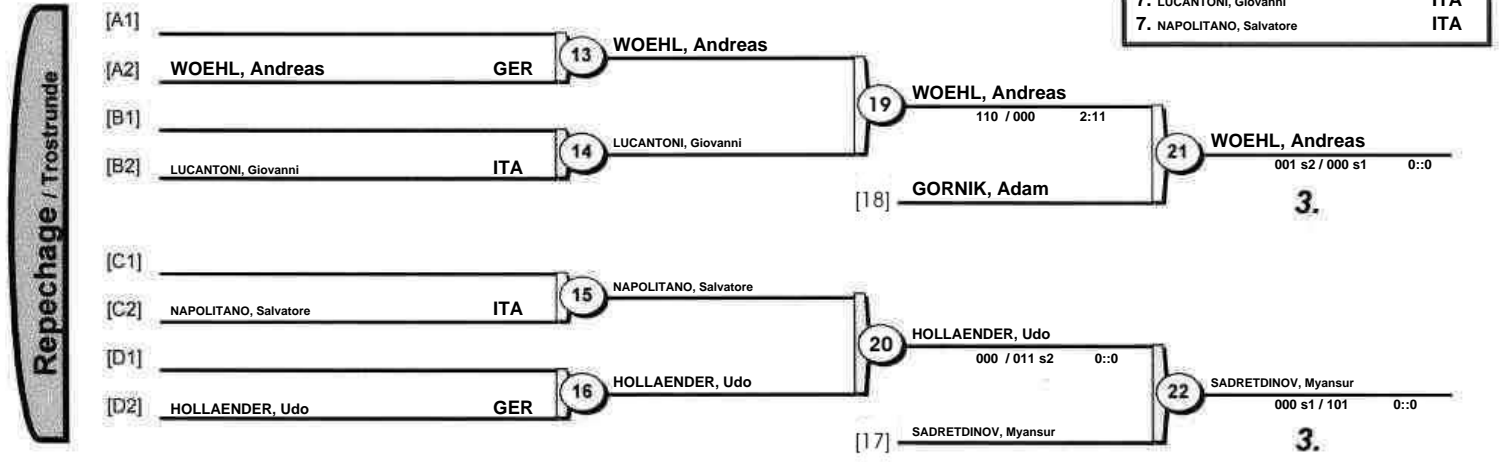 7. LUCANTONI, Giovanni ITA
7. NAPOLITANO, Salvatore ITA
Repechage / Trostrunde
[A1]
[A2] WOEHL, Andreas GER
13 WOEHL, Andreas
[B1]
[B2] LUCANTONI, Giovanni ITA
14 LUCANTONI, Giovanni
19 WOEHL, Andreas
110 / 000 2:11
[18] GORNIK, Adam
21 WOEHL, Andreas
001 s2 / 000 s1 0::0
3.
[C1]
[C2] NAPOLITANO, Salvatore ITA
15 NAPOLITANO, Salvatore
[D1]
[D2] HOLLAENDER, Udo GER
16 HOLLAENDER, Udo
20 HOLLAENDER, Udo
000 / 011 s2 0::0
[17] SADRETDINOV, Myansur
22 SADRETDINOV, Myansur
000 s1 / 101 0::0
3.